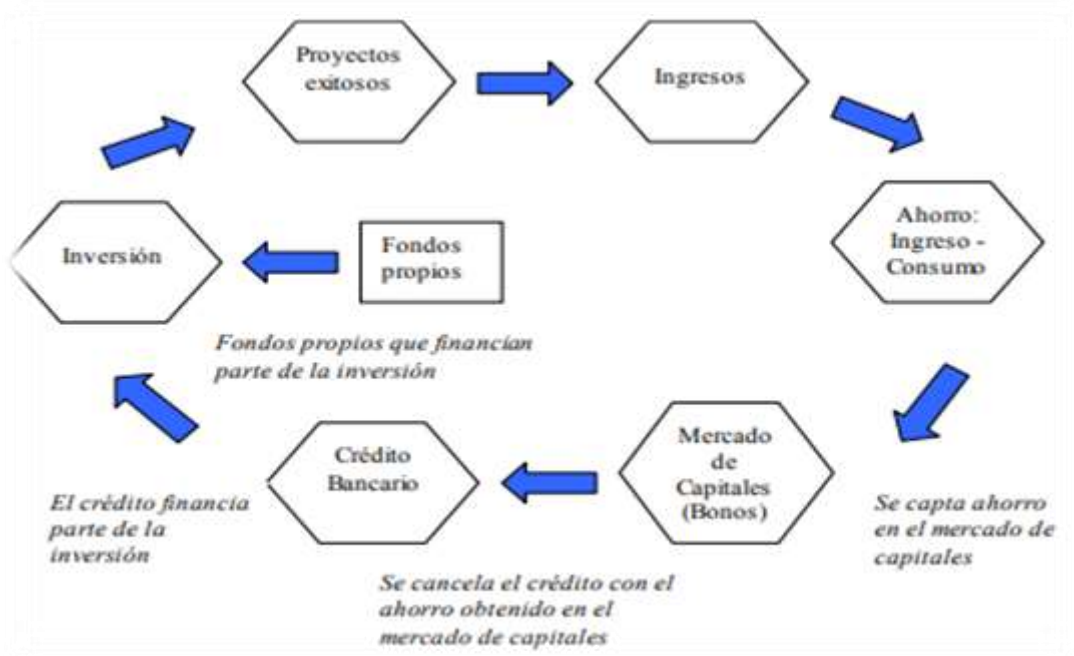 Proyectos
exitosos
Ingresos
Ahorro:
Ingreso -
Consumo
Inversión
Fondos
propios
Fondos propios que financian
parte de la inversión
Mercado
de
Capitales
(Bonos)
Crédito
Bancario
El crédito financia
parte de la
inversión
Se capta ahorro
en el mercado de
capitales
Se cancela el crédito con el
ahorro obtenido en el
mercado de capitales